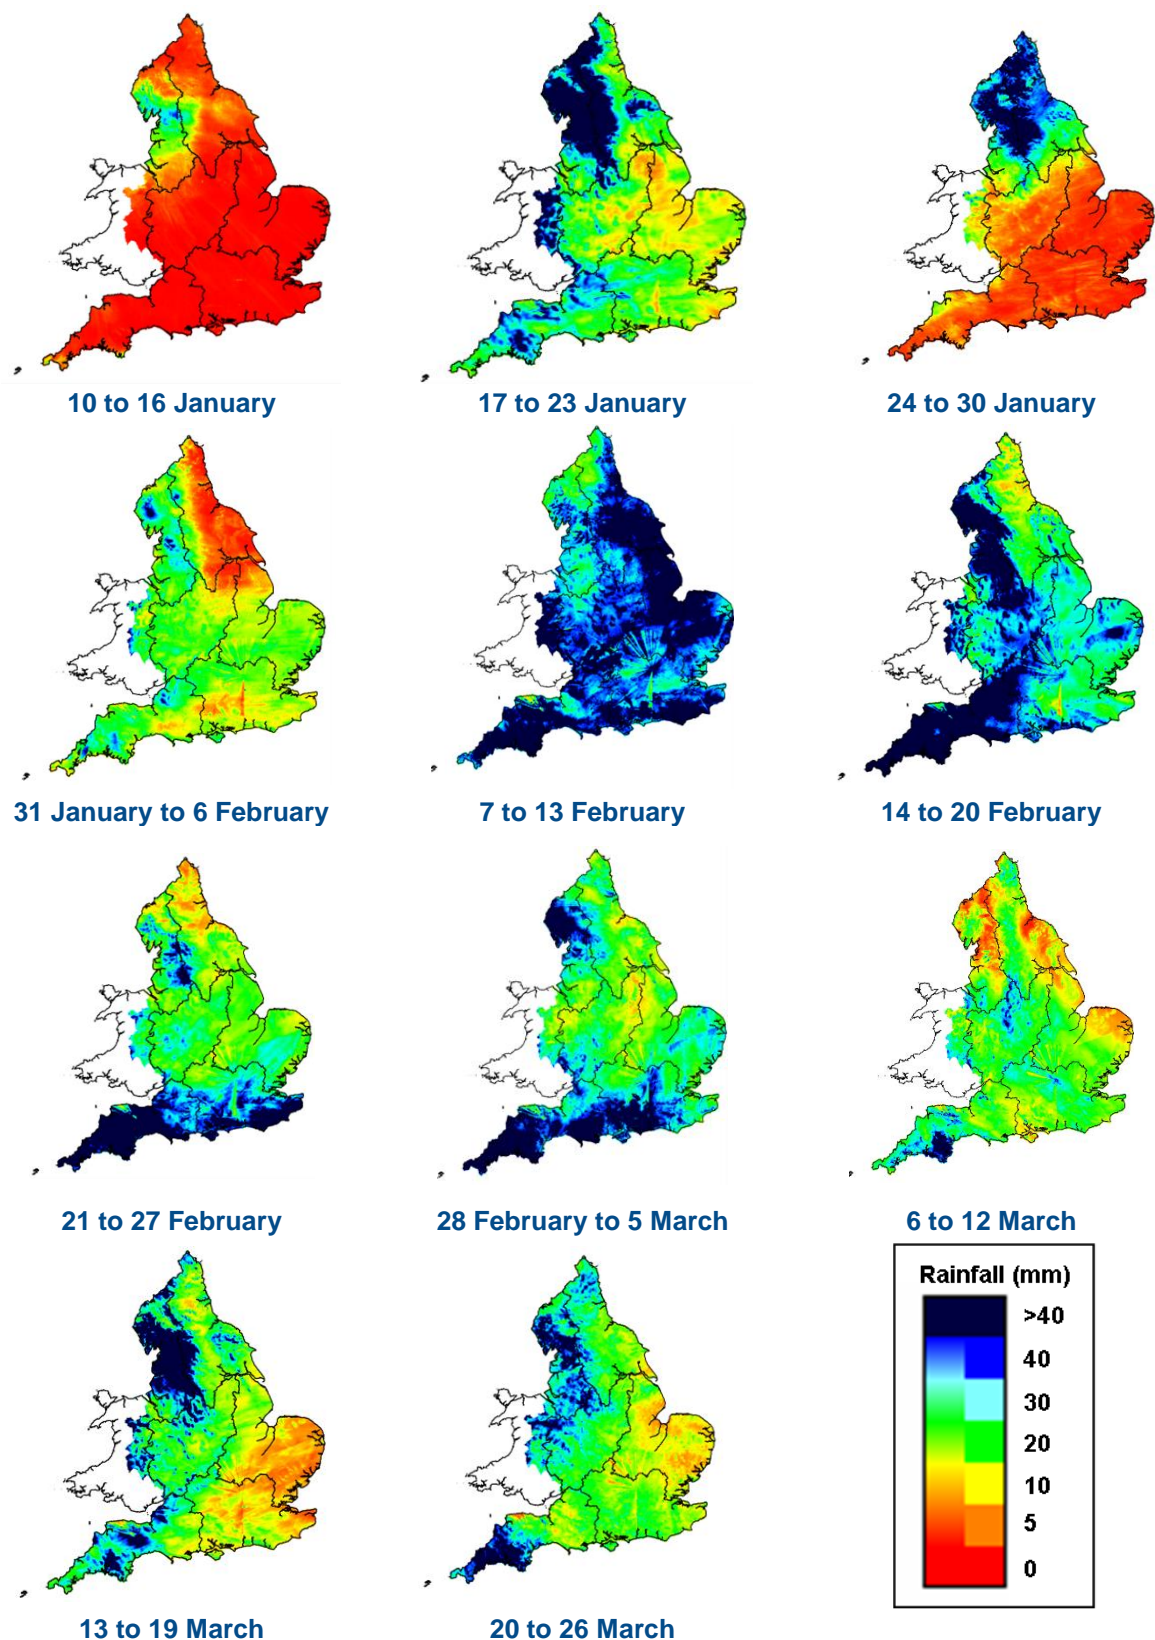 10 to 16 January
17 to 23 January
24 to 30 January
31 January to 6 February
7 to 13 February
14 to 20 February
21 to 27 February
28 February to 5 March
6 to 12 March
Rainfall (mm)
>40
40
30
20
10
5
0
13 to 19 March
20 to 26 March